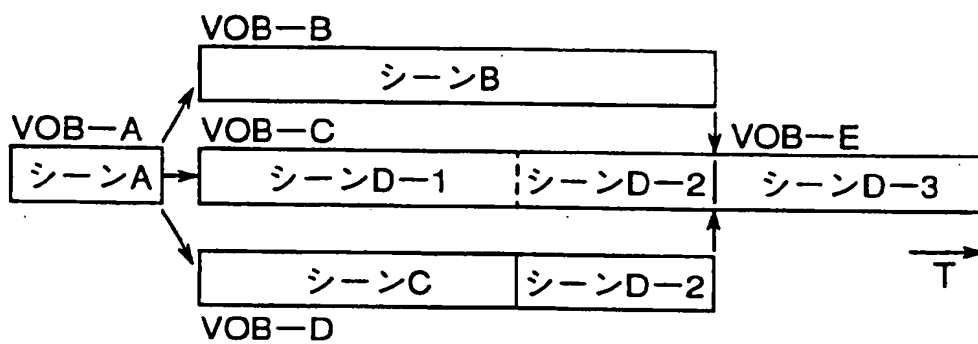 VOB－B
シーンB
VOB－A
VOB－C
VOB－E
シーンA
シーンD－1
シーンD－2
シーンD－3
シーンC
シーンD－2
T
VOB－D